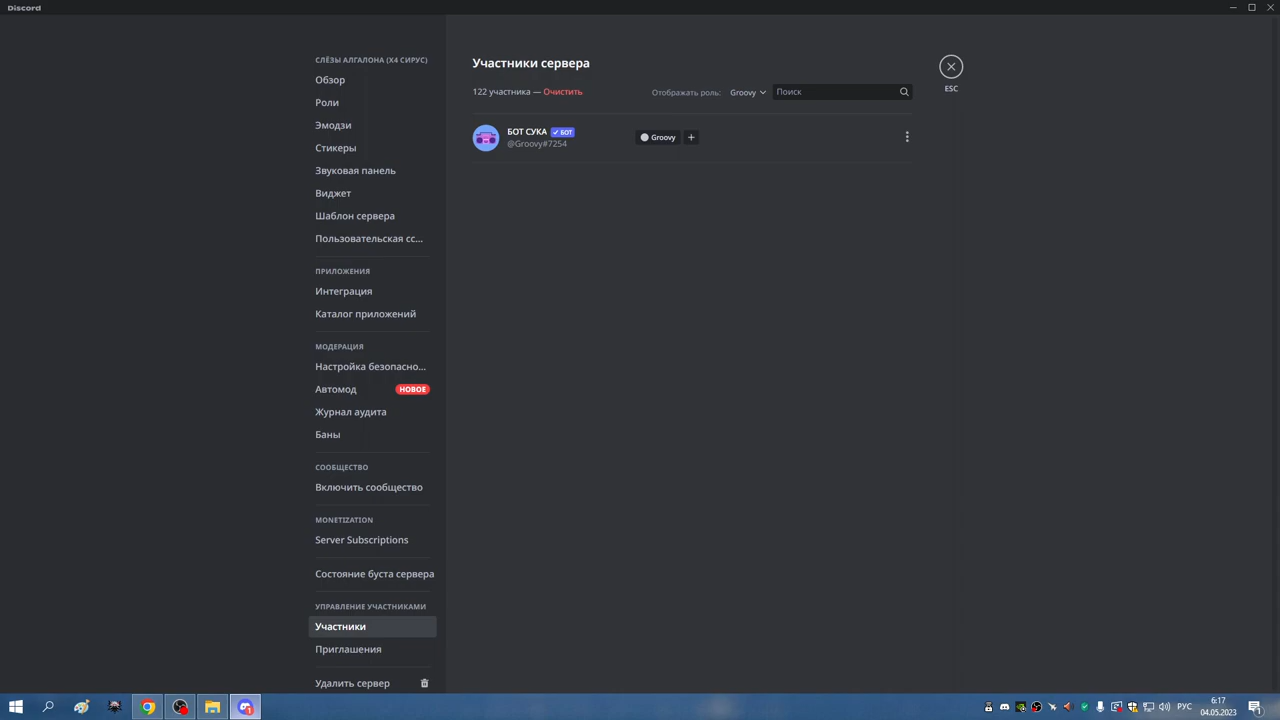 Discord
СЛЁЗЫ АЛГАЛОНА (X4 СИРУС)
Обзор
Роли
Эмодзи
Стикеры
Звуковая панель
Виджет
Шаблон сервера
Пользовательская сс...
ПРИЛОЖЕНИЯ
Интеграция
Каталог приложений
МОДЕРАЦИЯ
Настройка безопасно...
Автомод НОВОЕ
Журнал аудита
Баны
СООБЩЕСТВО
Включить сообщество
MONETIZATION
Server Subscriptions
Состояние буста сервера
УПРАВЛЕНИЕ УЧАСТНИКАМИ
Участники
Приглашения
Удалить сервер
Участники сервера
122 участника — Очистить
Отображать роль: Groovy
Поиск
ESC
БОТ СУКА БОТ
@Groovy#7254
Groovy +
РУС
6:17
04.05.2023